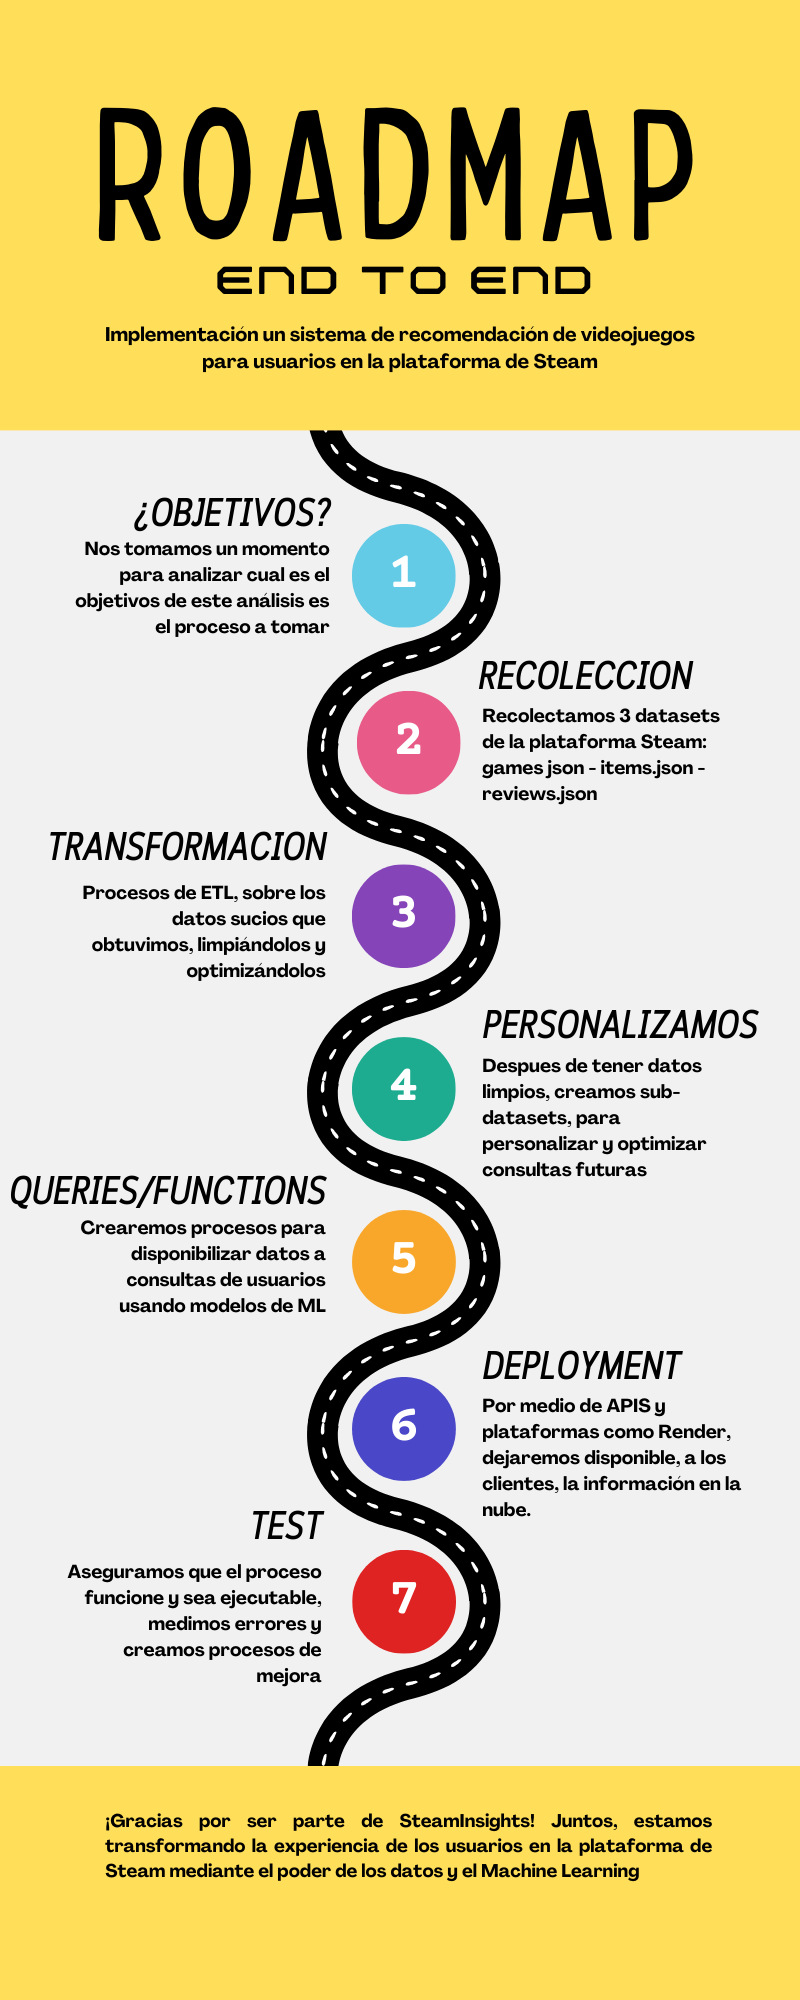 ROADMAP
END TO END
Implementación un sistema de recomendación de videojuegos
para usuarios en la plataforma de Steam
¿OBJETIVOS?
Nos tomamos un momento
para analizar cual es el
objetivos de este análisis es
el proceso a tomar
1
RECOLECCION
2
Recolectamos 3 datasets
de la plataforma Steam:
games json - items.json -
reviews.json
TRANSFORMACION
Procesos de ETL, sobre los
datos sucios que
obtuvimos, limpiándolos y
optimizándolos
3
PERSONALIZAMOS
4
Despues de tener datos
limpios, creamos sub-
datasets, para
personalizar y optimizar
consultas futuras
QUERIES/FUNCTIONS
Crearemos procesos para
disponibilizar datos a
consultas de usuarios
usando modelos de ML
5
DEPLOYMENT
6
Por medio de APIS y
plataformas como Render,
dejaremos disponible, a los
clientes, la información en la
nube.
TEST
Aseguramos que el proceso
funcione y sea ejecutable,
medimos errores y
creamos procesos de
mejora
7
¡Gracias por ser parte de SteamInsights! Juntos, estamos
transformando la experiencia de los usuarios en la plataforma de
Steam mediante el poder de los datos y el Machine Learning